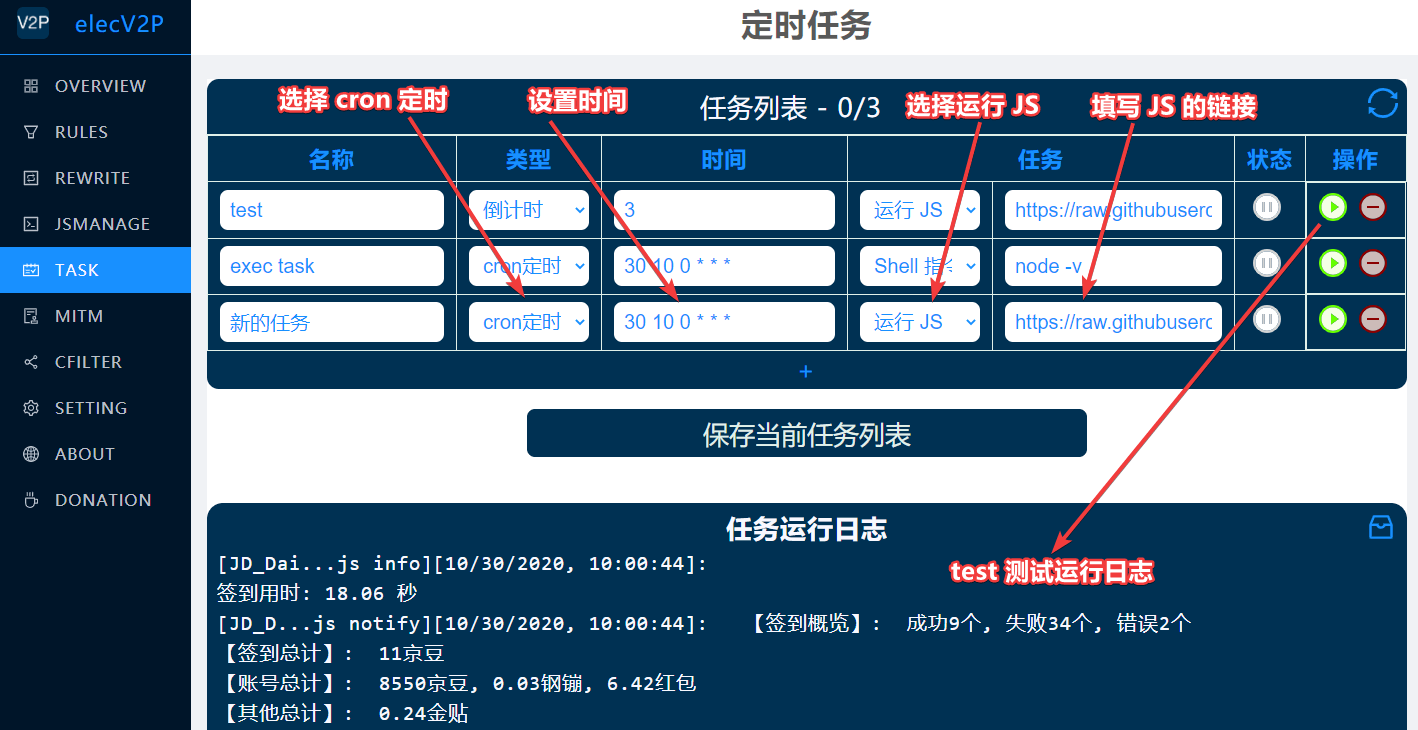 V2P elecV2P
OVERVIEW
RULES
REWRITE
JSMANAGE
TASK
MITM
CFILTER
SETTING
ABOUT
DONATION
定时任务
选择 cron 定时 设置时间 任务列表 - 0/3 选择运行 JS 填写 JS 的链接
名称 类型 时间 任务 状态 操作
test 倒计时 3 运行 JS https://raw.githubuserc
exec task cron定时 30 10 0 * * * Shell 指令 node -v
新的任务 cron定时 30 10 0 * * * 运行 JS https://raw.githubuserc
+
保存当前任务列表
任务运行日志
test 测试运行日志
[JD_Dai...js info][10/30/2020, 10:00:44]:
签到用时: 18.06 秒
[JD_D...js notify][10/30/2020, 10:00:44]: 【签到概览】: 成功9个, 失败34个, 错误2个
【签到总计】: 11京豆
【账号总计】: 8550京豆, 0.03钢镚, 6.42红包
【其他总计】: 0.24金贴